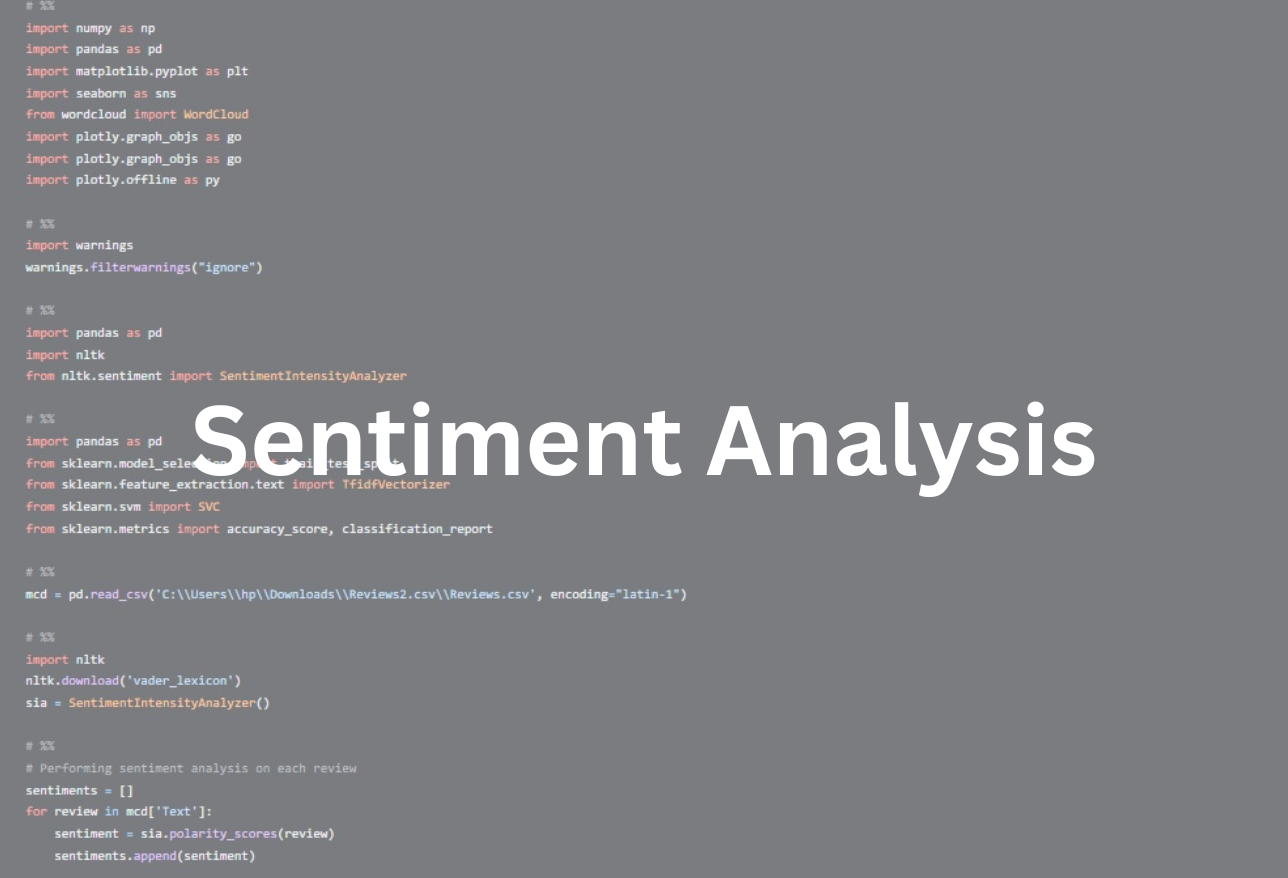 # %%
import numpy as np
import pandas as pd
import matplotlib.pyplot as plt
import seaborn as sns
from wordcloud import WordCloud
import plotly.graph_objs as go
import plotly.graph_objs as go
import plotly.offline as py
# %%
import warnings
warnings.filterwarnings("ignore")
# %%
import pandas as pd
import nltk
from nltk.sentiment import SentimentIntensityAnalyzer
# %%
Sentiment Analysis
import pandas as pd
from
from sklearn.feature_extraction.text import TfidfVectorizer
from sklearn.svm import SVC
from sklearn.metrics import accuracy_score, classification_report
# %%
mcd = pd.read_csv('C:\\Users\\hp\\Downloads\\Reviews2.csv\\Reviews.csv', encoding="latin-1")
# %%
import nltk
nltk.download('vader_lexicon')
sia = SentimentIntensityAnalyzer()
# %%
# Performing sentiment analysis on each review
sentiments = []
for review in mcd['Text']:
    sentiment = sia.polarity_scores(review)
    sentiments.append(sentiment)